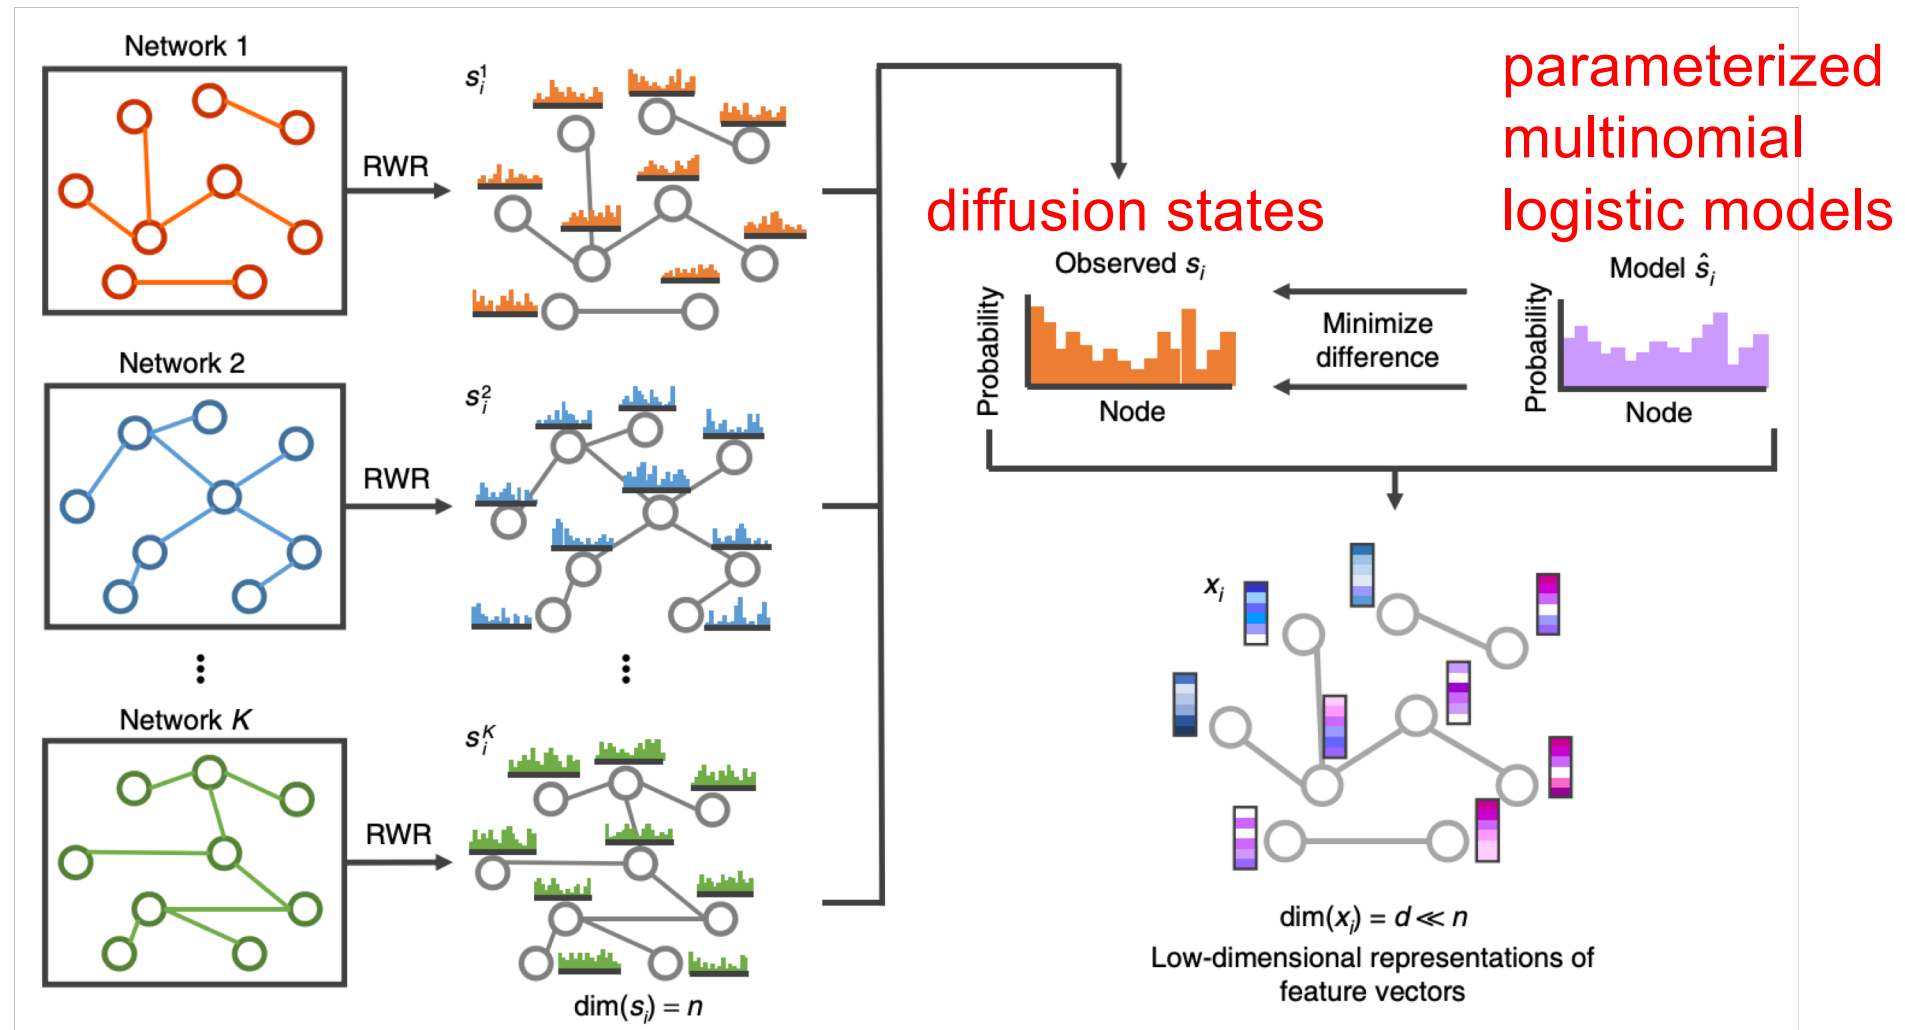 Network 1
RWR
s_i^1
Network 2
RWR
s_i^2
Network K
RWR
s_i^K
dim(s_i) = n
diffusion states
Observed s_i
Probability
Node
Minimize
difference
parameterized
multinomial
logistic models
Model ŝ_i
Probability
Node
x_i
dim(x_i) = d ≪ n
Low-dimensional representations of
feature vectors